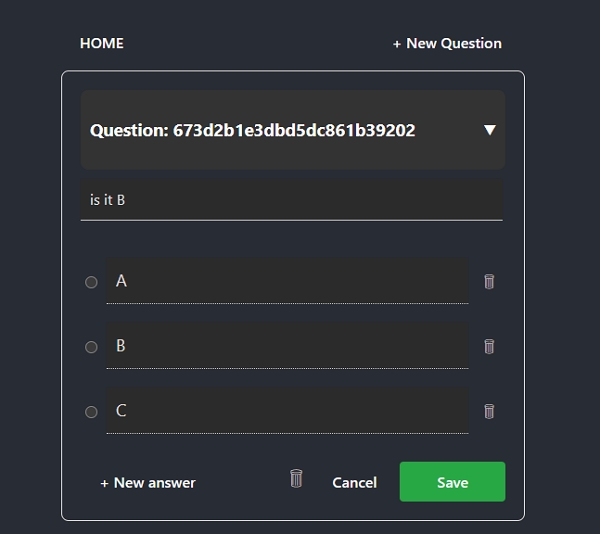 HOME + New Question
Question: 673d2b1e3dbd5dc861b39202
is it B
A
B
C
+ New answer Cancel Save